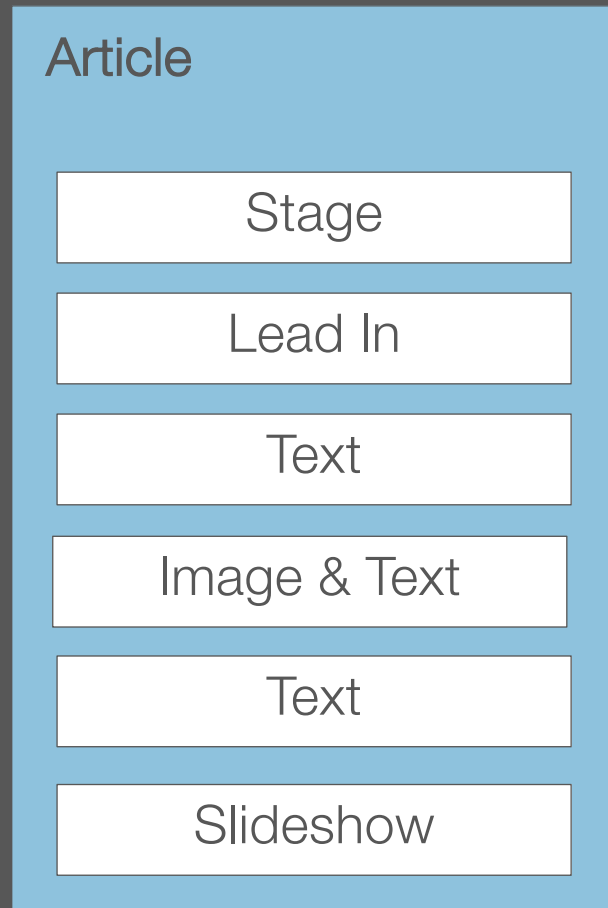 Article
Stage
Lead In
Text
Image & Text
Text
Slideshow